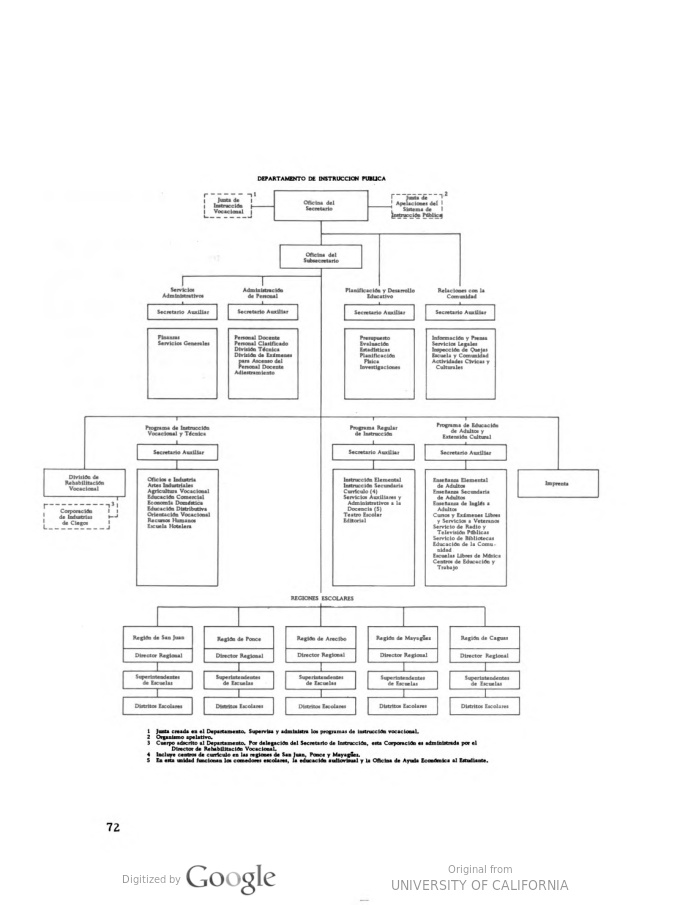 DEPARTAMENTO DE INSTRUCCION PUBLICA
Junta de
Instrucción
Vocacional
1
Oficina del
Secretario
Junta de
Apelaciones del
Sistema de
Instrucción Pública
2
Oficina del
Subsecretario
Servicios
Administrativos
Administración
de Personal
Planificación y Desarrollo
Educativo
Relaciones con la
Comunidad
Secretario Auxiliar
Secretario Auxiliar
Secretario Auxiliar
Secretario Auxiliar
Finanzas
Servicios Generales
Personal Docente
Personal Clasificado
División Técnica
División de Exámenes
para Ascenso del
Personal Docente
Adiestramiento
Presupuesto
Evaluación
Estadísticas
Planificación
Física
Investigaciones
Información y Prensa
Servicios Legales
Inspección de Quejas
Escuela y Comunidad
Actividades Cívicas y
Culturales
Programa de Instrucción
Vocacional y Técnica
Programa Regular
de Instrucción
Programa de Educación
de Adultos y
Extensión Cultural
Secretario Auxiliar
Secretario Auxiliar
Secretario Auxiliar
División de
Rehabilitación
Vocacional
Corporación
de Industrias
de Ciegos
3
Oficios e Industria
Artes Industriales
Agricultura Vocacional
Educación Comercial
Economía Doméstica
Educación Distributiva
Orientación Vocacional
Recursos Humanos
Escuela Hotelera
Instrucción Elemental
Instrucción Secundaria
Currículo (4)
Servicios Auxiliares y
Administrativos a la
Docencia (5)
Teatro Escolar
Editorial
Enseñanza Elemental
de Adultos
Enseñanza Secundaria
de Adultos
Enseñanza de Inglés a
Adultos
Cursos y Exámenes Libres
y Servicios a Veteranos
Servicio de Radio y
Televisión Públicas
Servicio de Bibliotecas
Educación de la Comu-
nidad
Escuelas Libres de Música
Centros de Educación y
Trabajo
Imprenta
REGIONES ESCOLARES
Región de San Juan
Región de Ponce
Región de Arecibo
Región de Mayagüez
Región de Caguas
Director Regional
Director Regional
Director Regional
Director Regional
Director Regional
Superintendentes
de Escuelas
Superintendentes
de Escuelas
Superintendentes
de Escuelas
Superintendentes
de Escuelas
Superintendentes
de Escuelas
Distritos Escolares
Distritos Escolares
Distritos Escolares
Distritos Escolares
Distritos Escolares
1 Junta creada en el Departamento. Supervisa y administra los programas de instrucción vocacional.
2 Organismo apelativo.
3 Cuerpo adscrito al Departamento. Por delegación del Secretario de Instrucción, esta Corporación es administrada por el
Director de Rehabilitación Vocacional.
4 Incluye centros de currículo en las regiones de San Juan, Ponce y Mayagüez.
5 En esta unidad funcionan los comedores escolares, la educación audiovisual y la Oficina de Ayuda Económica al Estudiante.
72
Digitized by Google
Original from
UNIVERSITY OF CALIFORNIA